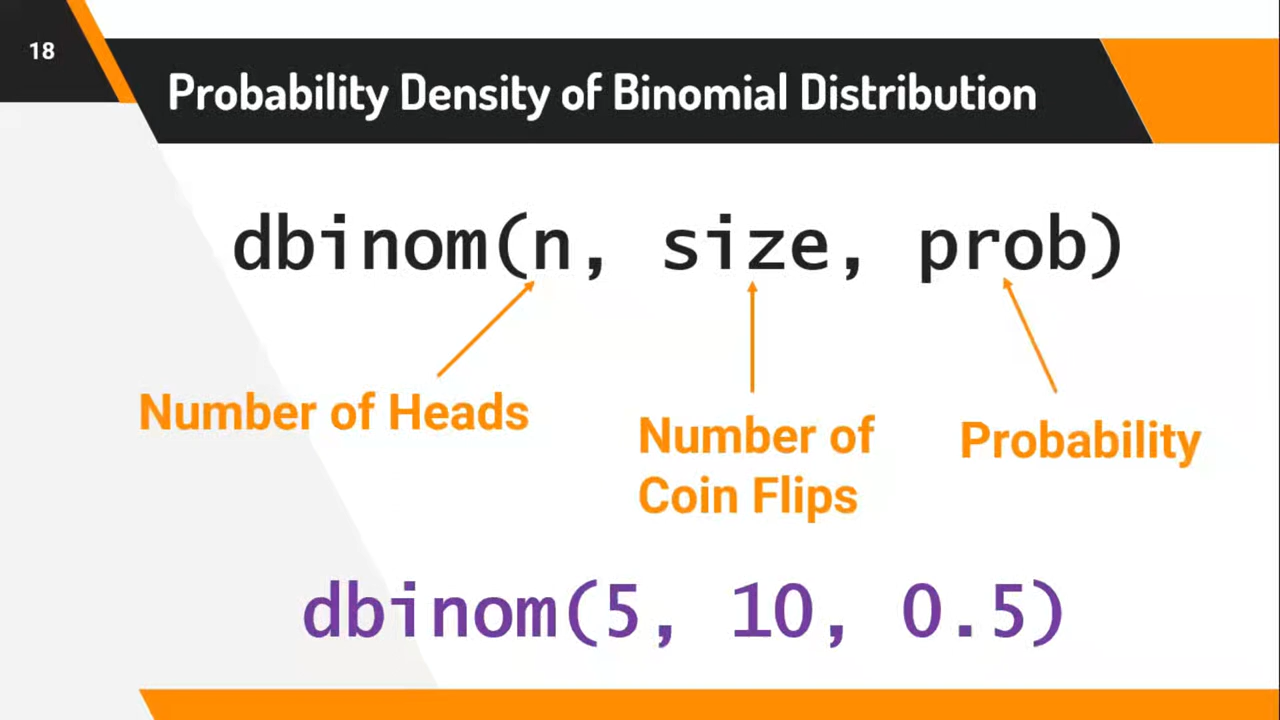 18
Probability Density of Binomial Distribution
dbinom(n, size, prob)
Number of Heads
Number of
Coin Flips
Probability
dbinom(5, 10, 0.5)